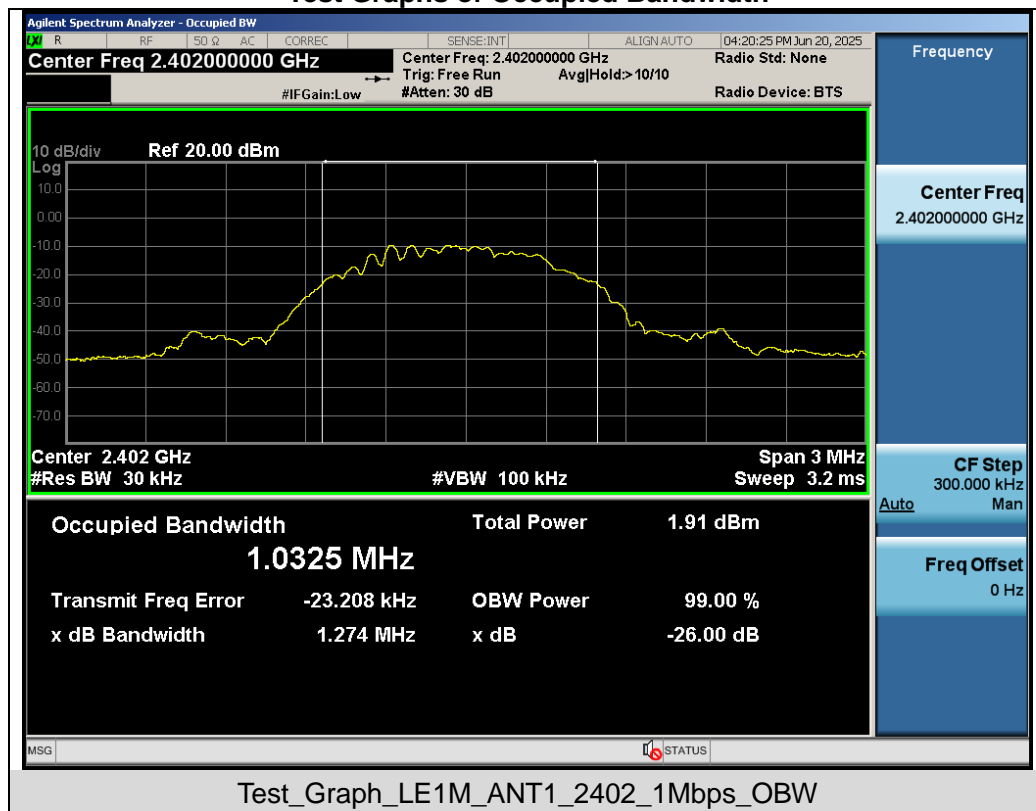 Test Graphs of Occupied Bandwidth
Agilent Spectrum Analyzer - Occupied BW
LXI R RF 50 Ω AC CORREC SENSE:INT ALIGN AUTO 04:20:25 PM Jun 20, 2025
Center Freq 2.402000000 GHz Center Freq: 2.402000000 GHz Radio Std: None
Trig: Free Run Avg|Hold:> 10/10
#IFGain:Low #Atten: 30 dB Radio Device: BTS
Frequency
10 dB/div Ref 20.00 dBm
Log
10.0
0.00
-10.0
-20.0
-30.0
-40.0
-50.0
-60.0
-70.0
Center 2.402 GHz Span 3 MHz
#Res BW 30 kHz #VBW 100 kHz Sweep 3.2 ms
Center Freq
2.402000000 GHz
CF Step
300.000 kHz
Auto Man
Freq Offset
0 Hz
Occupied Bandwidth Total Power 1.91 dBm
1.0325 MHz
Transmit Freq Error -23.208 kHz OBW Power 99.00 %
x dB Bandwidth 1.274 MHz x dB -26.00 dB
MSG STATUS
Test_Graph_LE1M_ANT1_2402_1Mbps_OBW